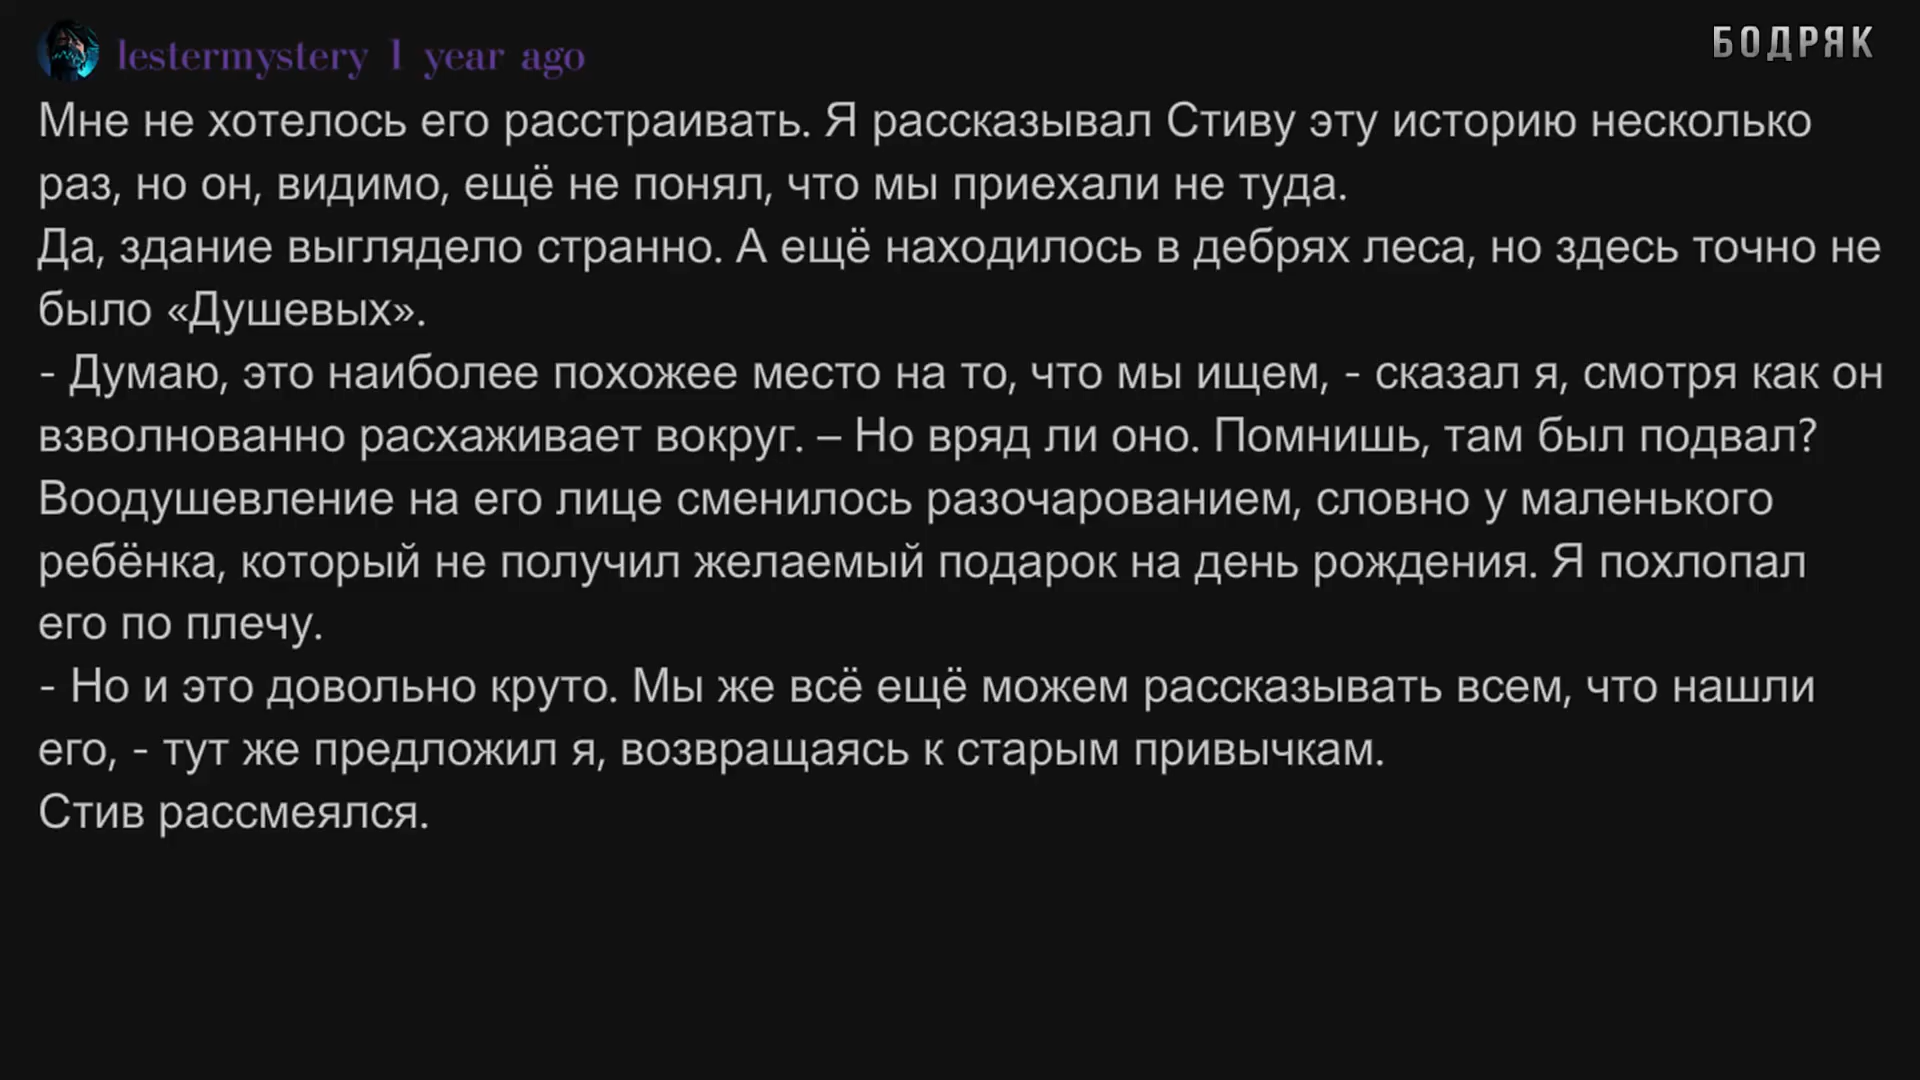 lestermystery 1 year ago
БОДРЯК
Мне не хотелось его расстраивать. Я рассказывал Стиву эту историю несколько
раз, но он, видимо, ещё не понял, что мы приехали не туда.
Да, здание выглядело странно. А ещё находилось в дебрях леса, но здесь точно не
было «Душевых».
- Думаю, это наиболее похожее место на то, что мы ищем, - сказал я, смотря как он
взволнованно расхаживает вокруг. – Но вряд ли оно. Помнишь, там был подвал?
Воодушевление на его лице сменилось разочарованием, словно у маленького
ребёнка, который не получил желаемый подарок на день рождения. Я похлопал
его по плечу.
- Но и это довольно круто. Мы же всё ещё можем рассказывать всем, что нашли
его, - тут же предложил я, возвращаясь к старым привычкам.
Стив рассмеялся.